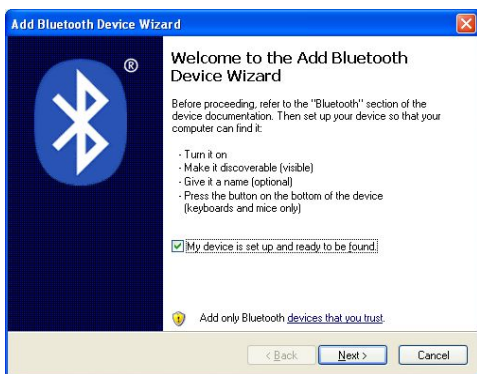 Add Bluetooth Device Wizard
®
Welcome to the Add Bluetooth
Device Wizard
Before proceeding, refer to the "Bluetooth" section of the
device documentation. Then set up your device so that your
computer can find it:
· Turn it on
· Make it discoverable (visible)
· Give it a name (optional)
· Press the button on the bottom of the device
(keyboards and mice only)
My device is set up and ready to be found.
Add only Bluetooth devices that you trust.
< Back
Next >
Cancel